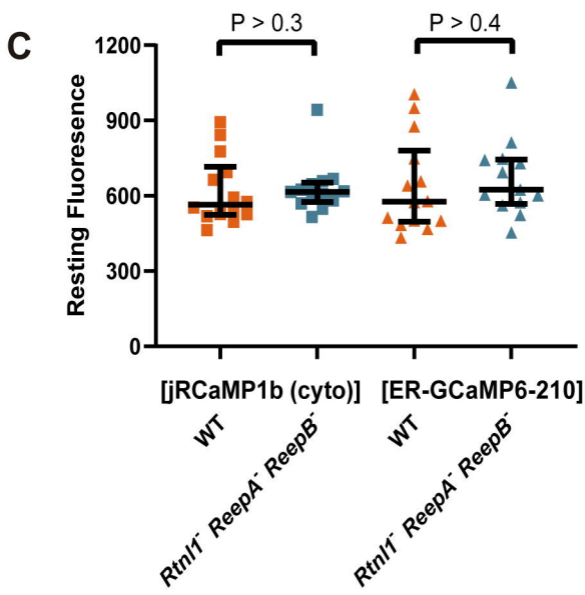 C
P > 0.3
P > 0.4
Resting Fluoresence
1200
900
600
300
0
[jRCaMP1b (cyto)]
[ER-GCaMP6-210]
WT
Rtnl1⁻ ReepA⁻ ReepB⁻
WT
Rtnl1⁻ ReepA⁻ ReepB⁻